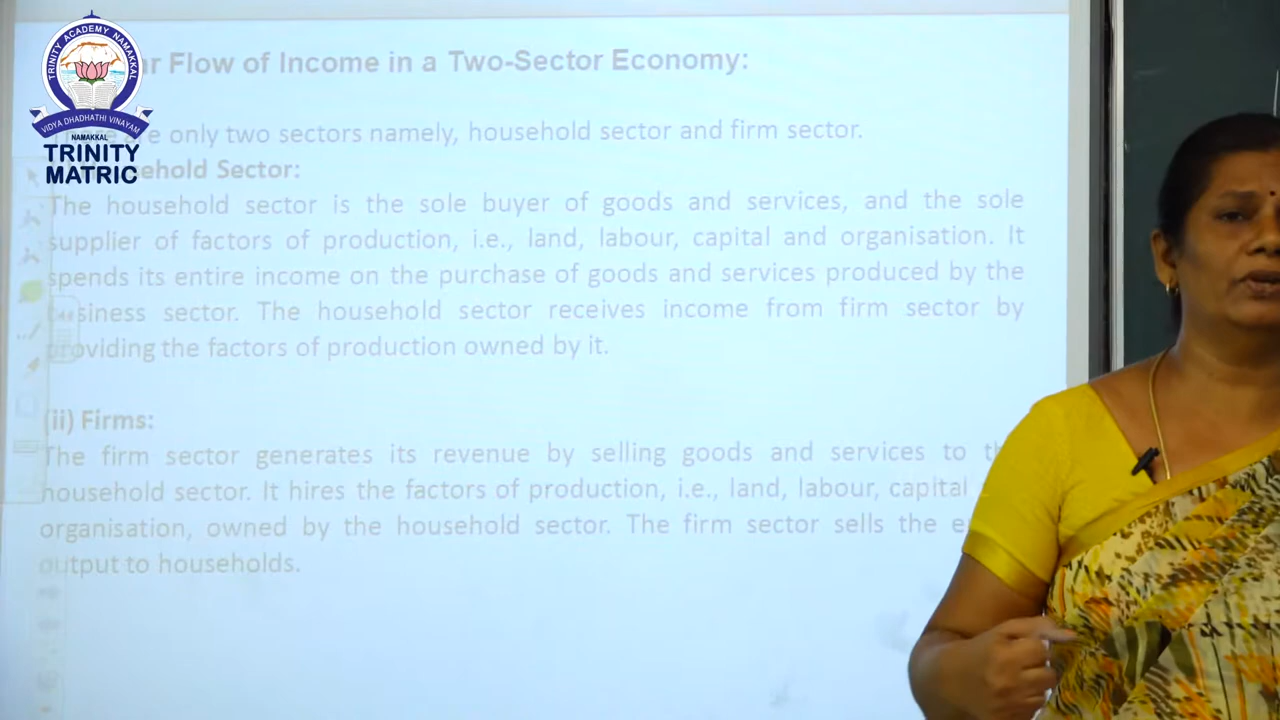 TRINITY ACADEMY NAMAKKAL
VIDYA DHADHATHI VINAYAM
NAMAKKAL
TRINITY
MATRIC
Flow of Income in a Two-Sector Economy:
only two sectors namely, household sector and firm sector.
Sector:
The household sector is the sole buyer of goods and services, and the sole
supplier of factors of production, i.e., land, labour, capital and organisation. It
spends its entire income on the purchase of goods and services produced by the
business sector. The household sector receives income from firm sector by
providing the factors of production owned by it.
(ii) Firms:
The firm sector generates its revenue by selling goods and services to
household sector. It hires the factors of production, i.e., land, labour, capital
organisation, owned by the household sector. The firm sector sells the
output to households.